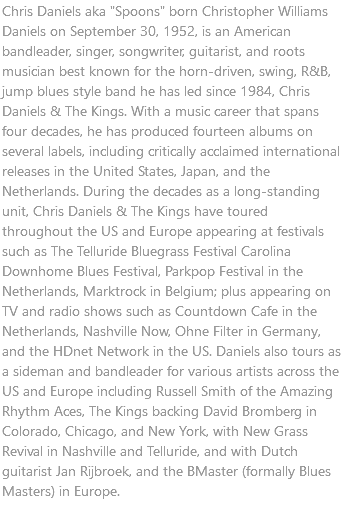 Chris Daniels aka "Spoons" born Christopher Williams
Daniels on September 30, 1952, is an American
bandleader, singer, songwriter, guitarist, and roots
musician best known for the horn-driven, swing, R&B,
jump blues style band he has led since 1984, Chris
Daniels & The Kings. With a music career that spans
four decades, he has produced fourteen albums on
several labels, including critically acclaimed international
releases in the United States, Japan, and the
Netherlands. During the decades as a long-standing
unit, Chris Daniels & The Kings have toured
throughout the US and Europe appearing at festivals
such as The Telluride Bluegrass Festival Carolina
Downhome Blues Festival, Parkpop Festival in the
Netherlands, Marktrock in Belgium; plus appearing on
TV and radio shows such as Countdown Cafe in the
Netherlands, Nashville Now, Ohne Filter in Germany,
and the HDnet Network in the US. Daniels also tours as
a sideman and bandleader for various artists across the
US and Europe including Russell Smith of the Amazing
Rhythm Aces, The Kings backing David Bromberg in
Colorado, Chicago, and New York, with New Grass
Revival in Nashville and Telluride, and with Dutch
guitarist Jan Rijbroek, and the BMaster (formally Blues
Masters) in Europe.